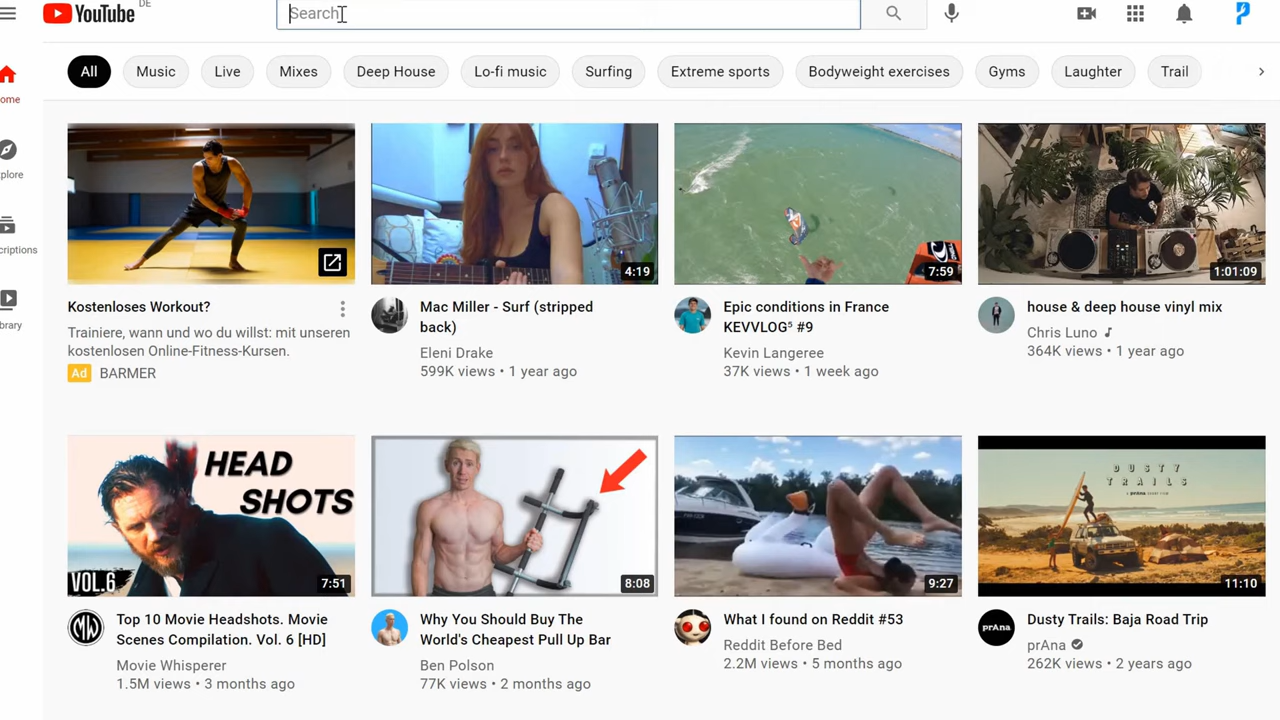 YouTube DE
Search
All
Music
Live
Mixes
Deep House
Lo-fi music
Surfing
Extreme sports
Bodyweight exercises
Gyms
Laughter
Trail
ome
plore
criptions
brary
4:19
7:59
1:01:09
Kostenloses Workout?
Trainiere, wann und wo du willst: mit unseren
kostenlosen Online-Fitness-Kursen.
Ad BARMER
Mac Miller - Surf (stripped
back)
Eleni Drake
599K views • 1 year ago
Epic conditions in France
KEVVLOG⁵ #9
Kevin Langeree
37K views • 1 week ago
house & deep house vinyl mix
Chris Luno
364K views • 1 year ago
HEAD
SHOTS
VOL.6
7:51
8:08
9:27
DUSTY
TRAILS
11:10
MW
Top 10 Movie Headshots. Movie
Scenes Compilation. Vol. 6 [HD]
Movie Whisperer
1.5M views • 3 months ago
Why You Should Buy The
World's Cheapest Pull Up Bar
Ben Polson
77K views • 2 months ago
What I found on Reddit #53
Reddit Before Bed
2.2M views • 5 months ago
prAna
Dusty Trails: Baja Road Trip
prAna
262K views • 2 years ago